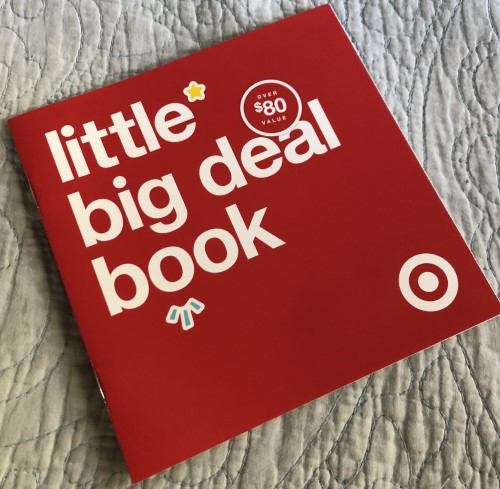 little
OVER
$80
VALUE
big deal
book